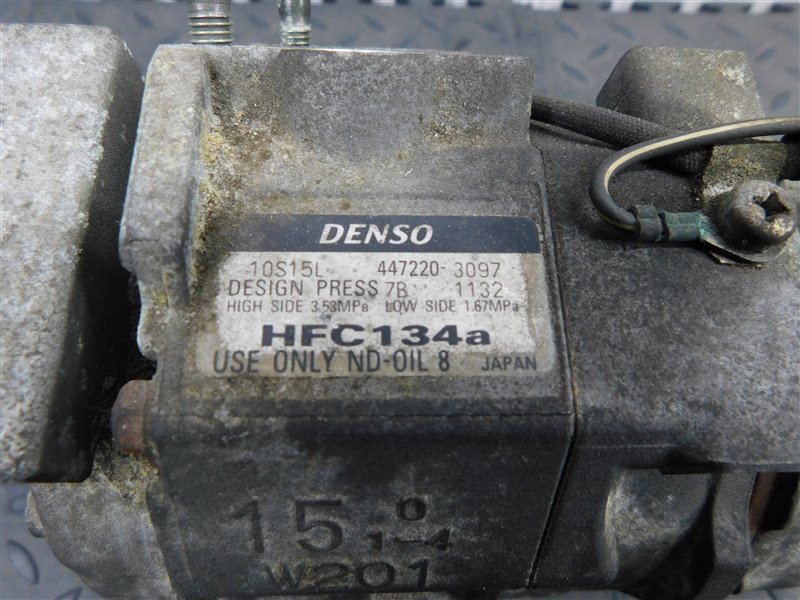 DENSO
10S15L 447220-3097
DESIGN PRESS 7B 1132
HIGH SIDE 3.53MPa LOW SIDE 1.67MPa
HFC134a
USE ONLY ND-OIL 8 JAPAN
15 0
1-4
W201